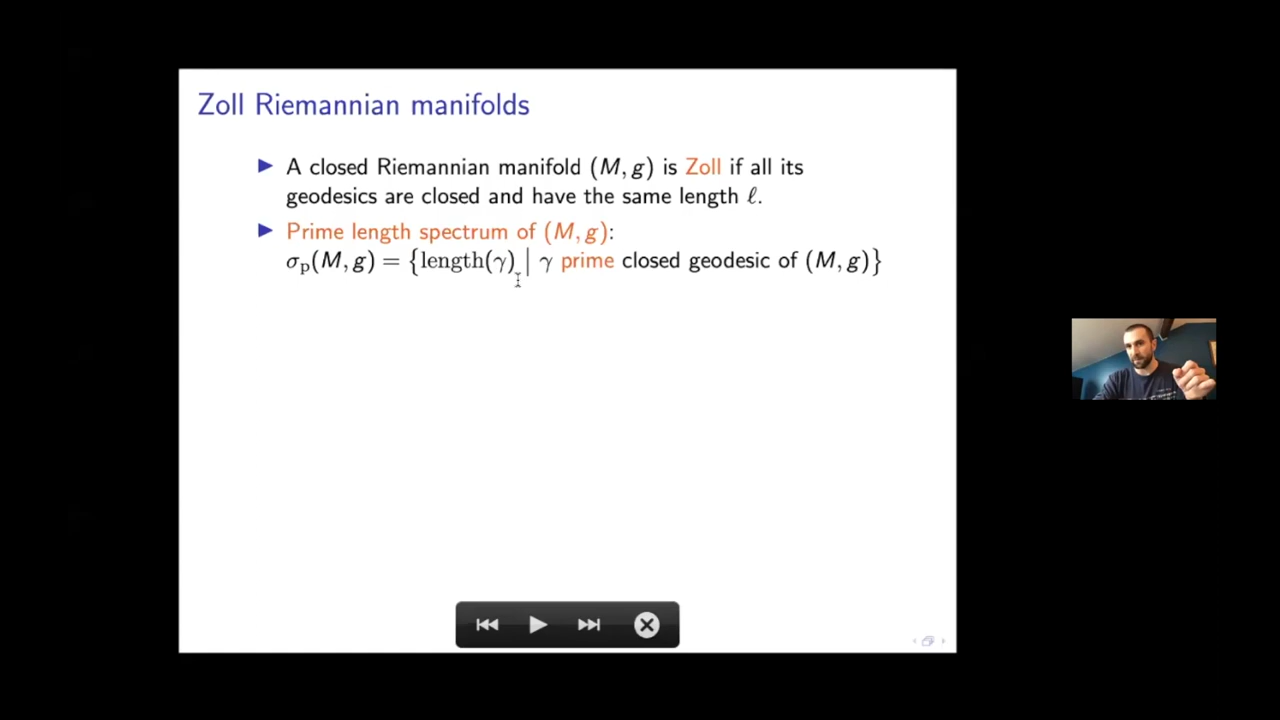 Zoll Riemannian manifolds
▶ A closed Riemannian manifold (M, g) is Zoll if all its
geodesics are closed and have the same length ℓ.
▶ Prime length spectrum of (M, g):
σₚ(M, g) = {length(γ) | γ prime closed geodesic of (M, g)}